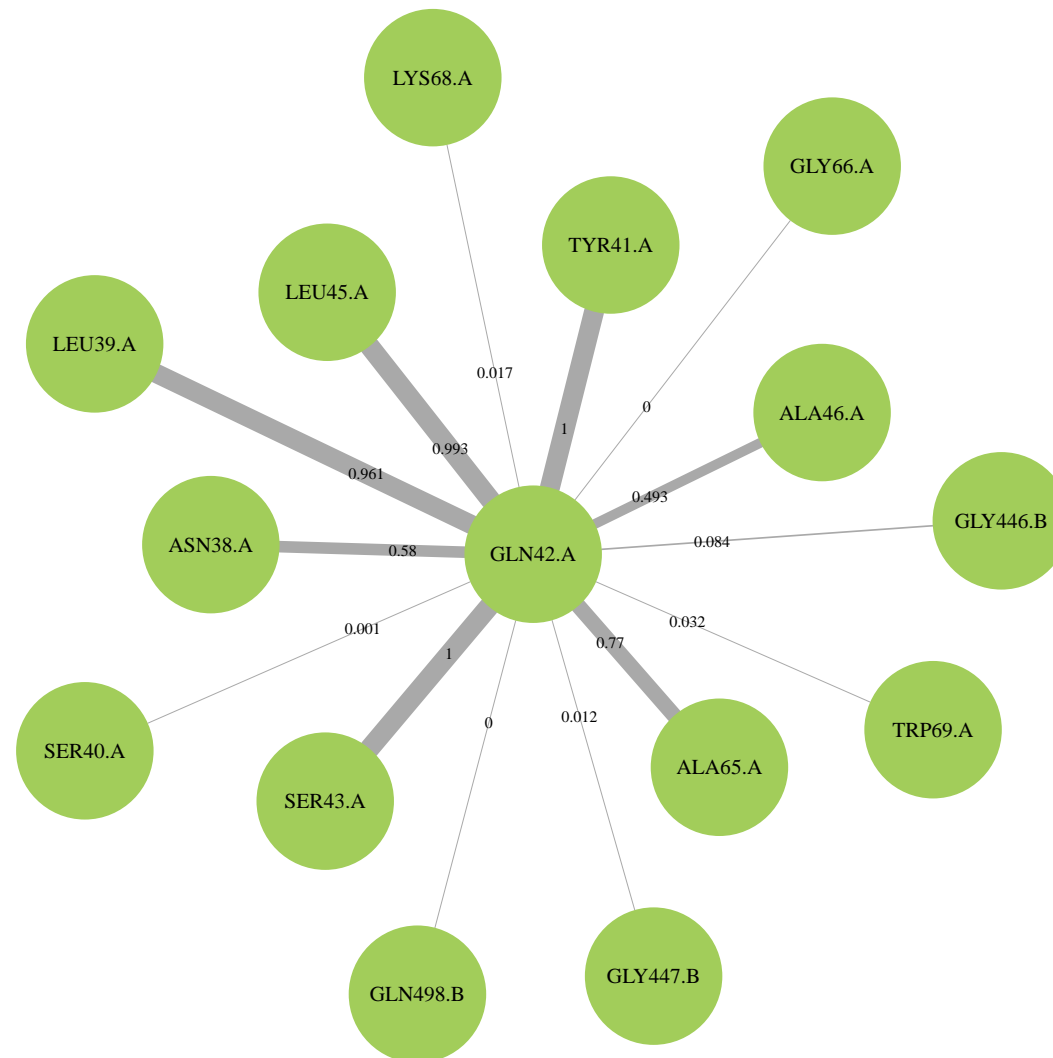 LYS68.A
GLY66.A
TYR41.A
LEU45.A
LEU39.A
0.017
0
ALA46.A
1
0.993
0.961
0.493
GLY446.B
ASN38.A
0.58
GLN42.A
0.084
0.001
0.032
0.77
1
SER40.A
0
0.012
TRP69.A
ALA65.A
SER43.A
GLY447.B
GLN498.B